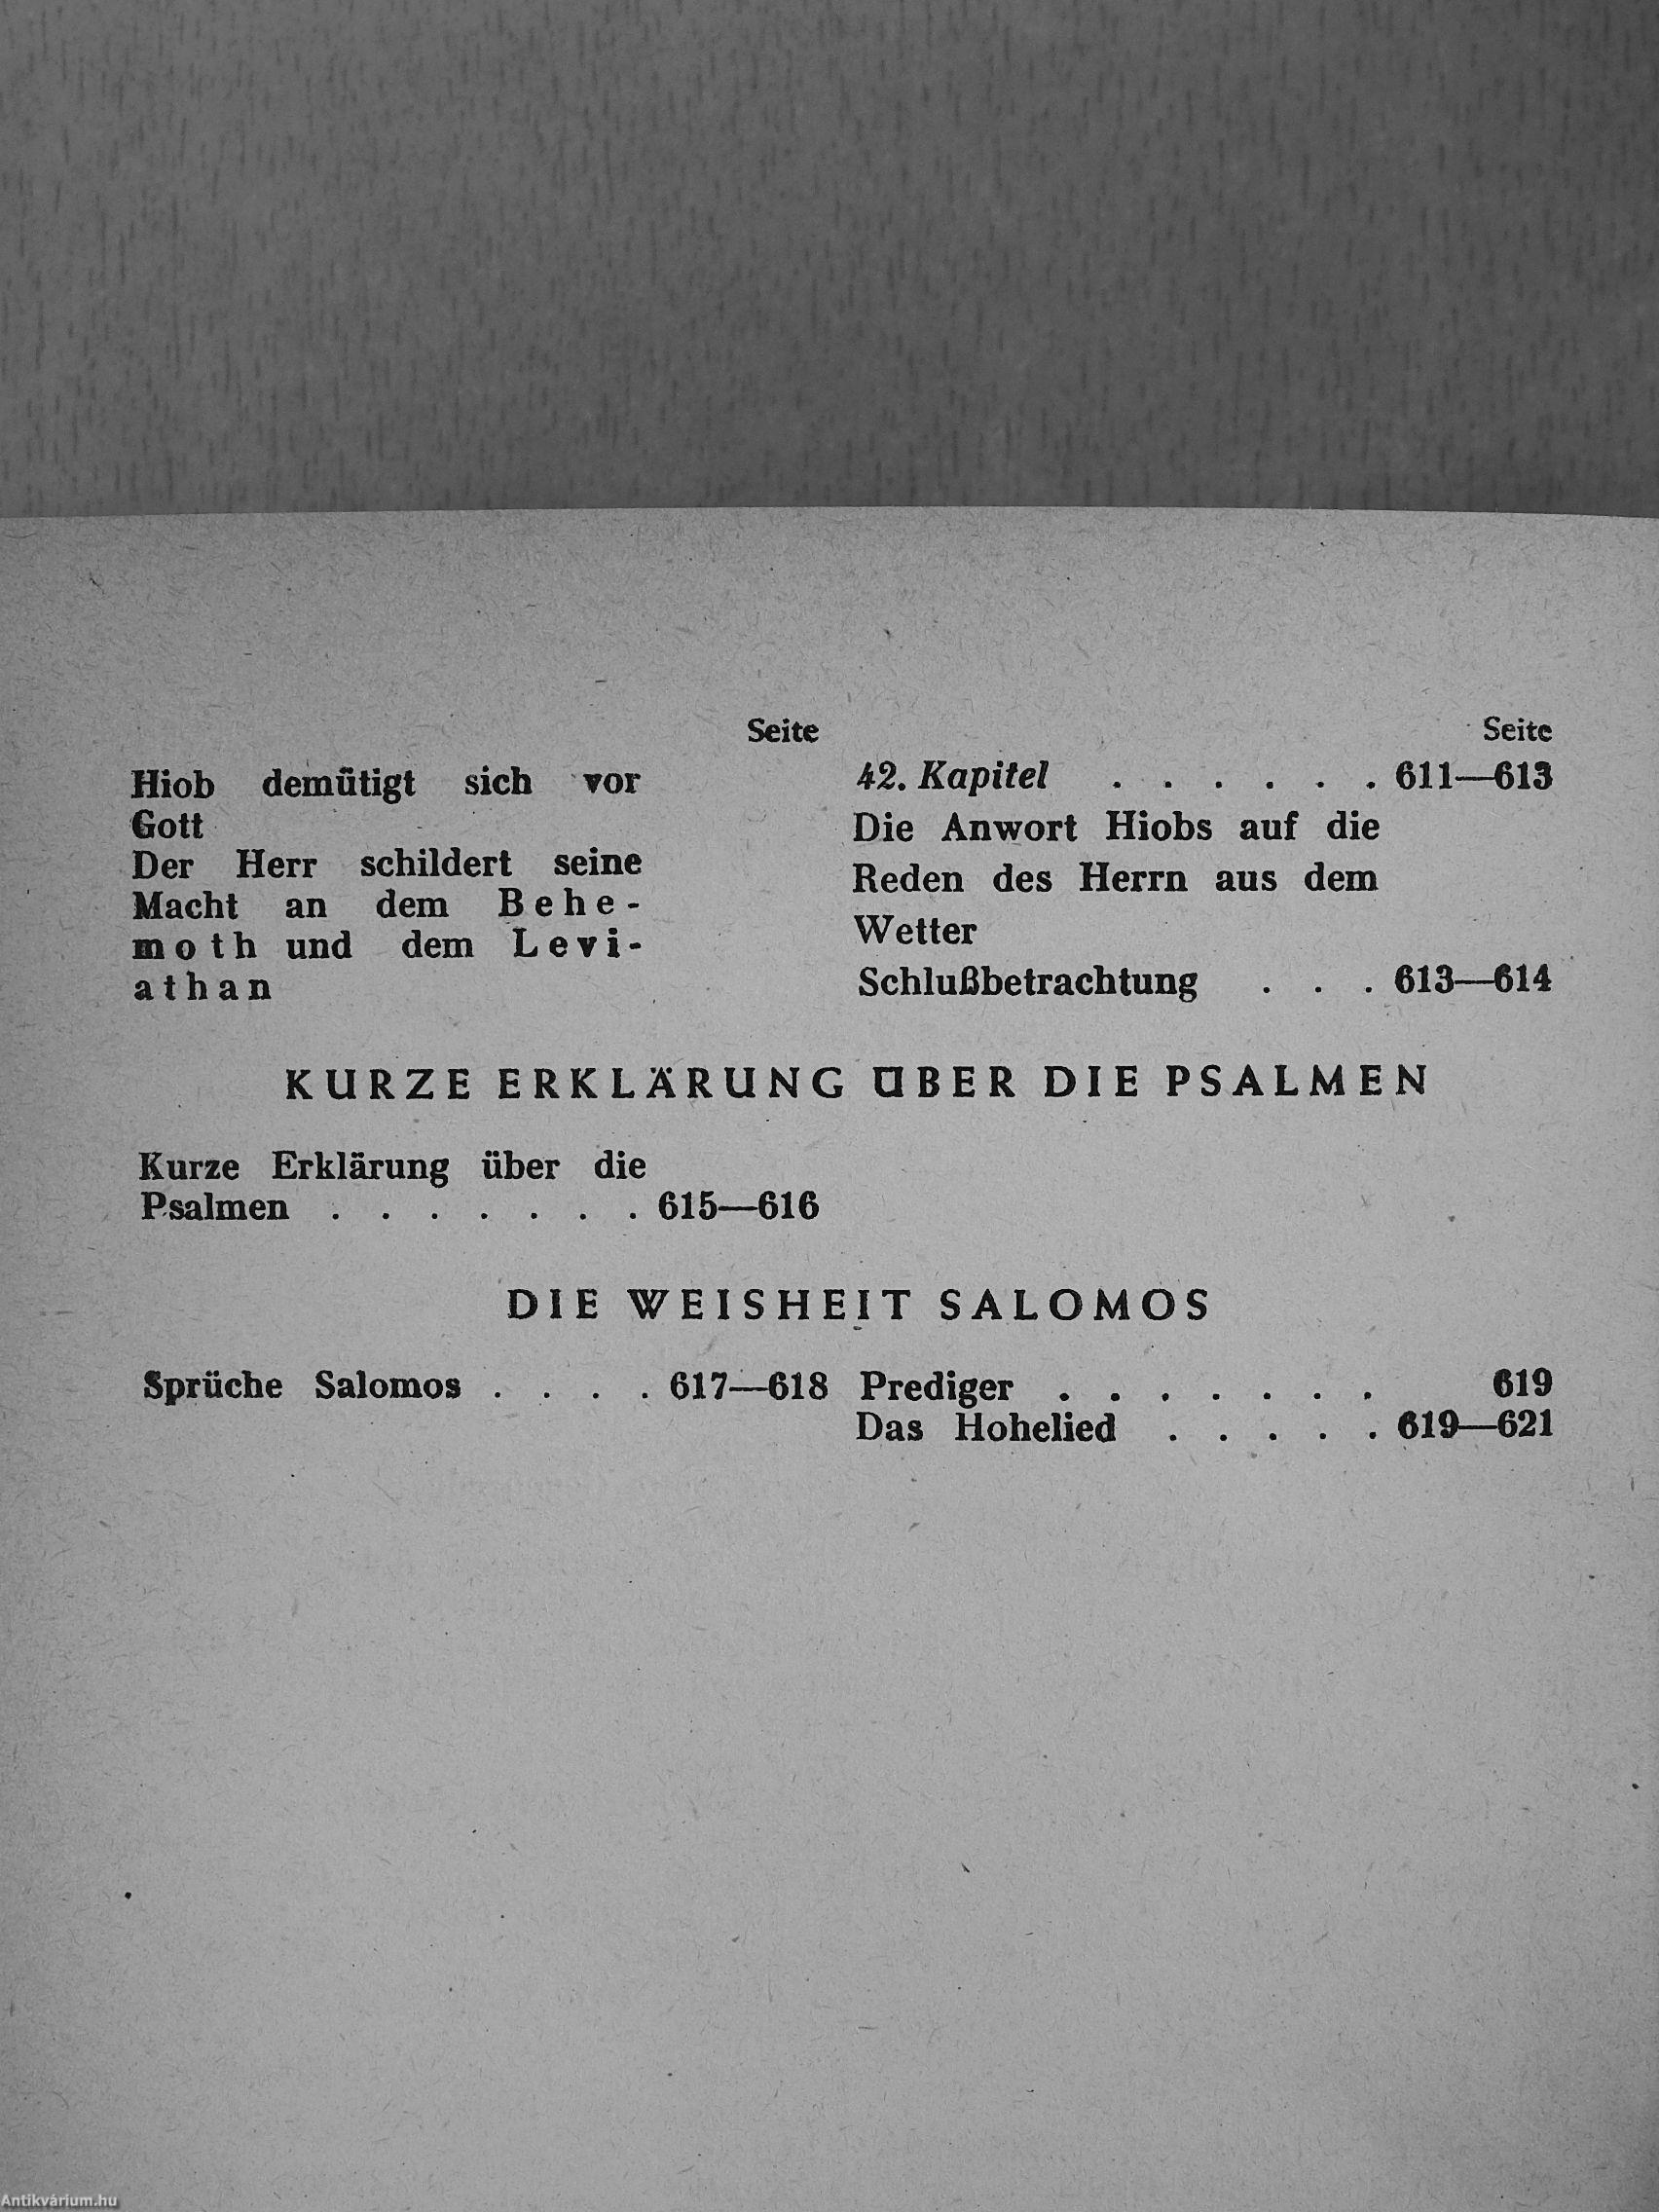 Seite
Hiob demütigt sich vor
Gott
Der Herr schildert seine
Macht an dem Behe-
moth und dem Levi-
athan
Seite
42. Kapitel . . . . . . 611—613
Die Anwort Hiobs auf die
Reden des Herrn aus dem
Wetter
Schlußbetrachtung . . . 613—614
KURZE ERKLÄRUNG ÜBER DIE PSALMEN
Kurze Erklärung über die
Psalmen . . . . . . . 615—616
DIE WEISHEIT SALOMOS
Sprüche Salomos . . . . 617—618
Prediger . . . . . . . 619
Das Hohelied . . . . . 619—621
Antikvárium.hu